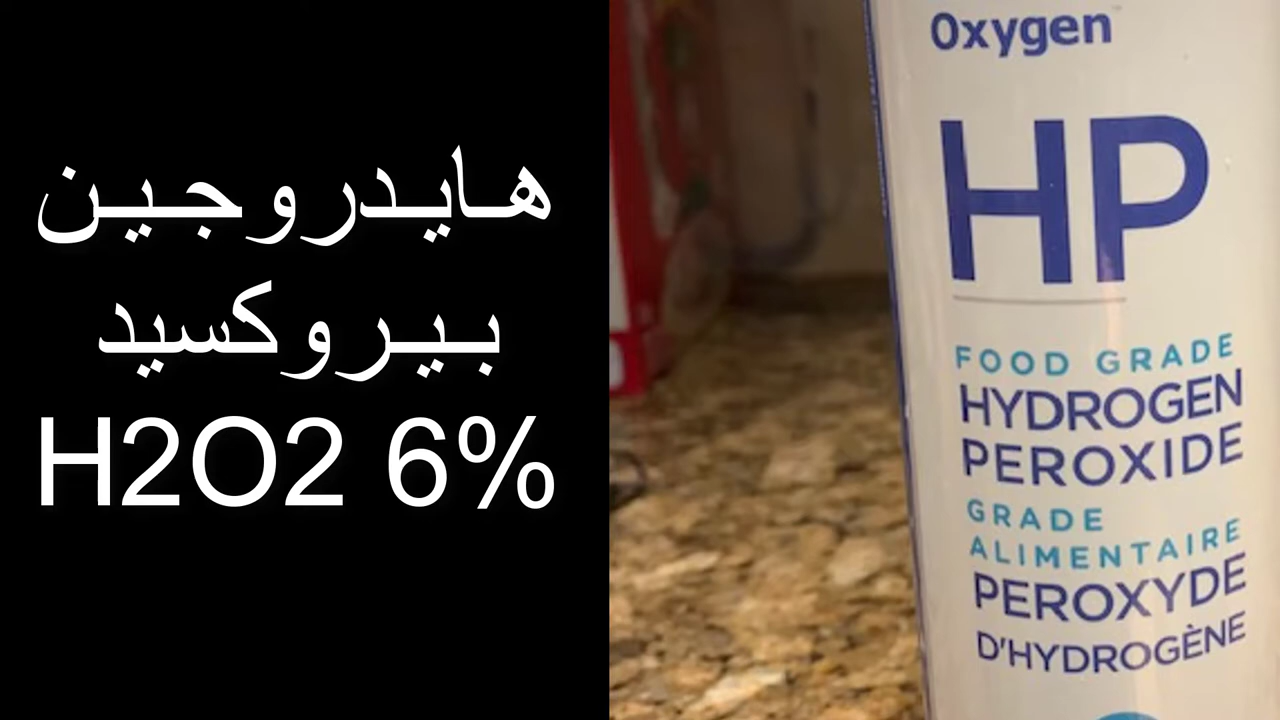 هايدروجين
بيروكسيد
H2O2 6%
Oxygen
HP
FOOD GRADE
HYDROGEN
PEROXIDE
GRADE
ALIMENTAIRE
PEROXYDE
D'HYDROGÈNE